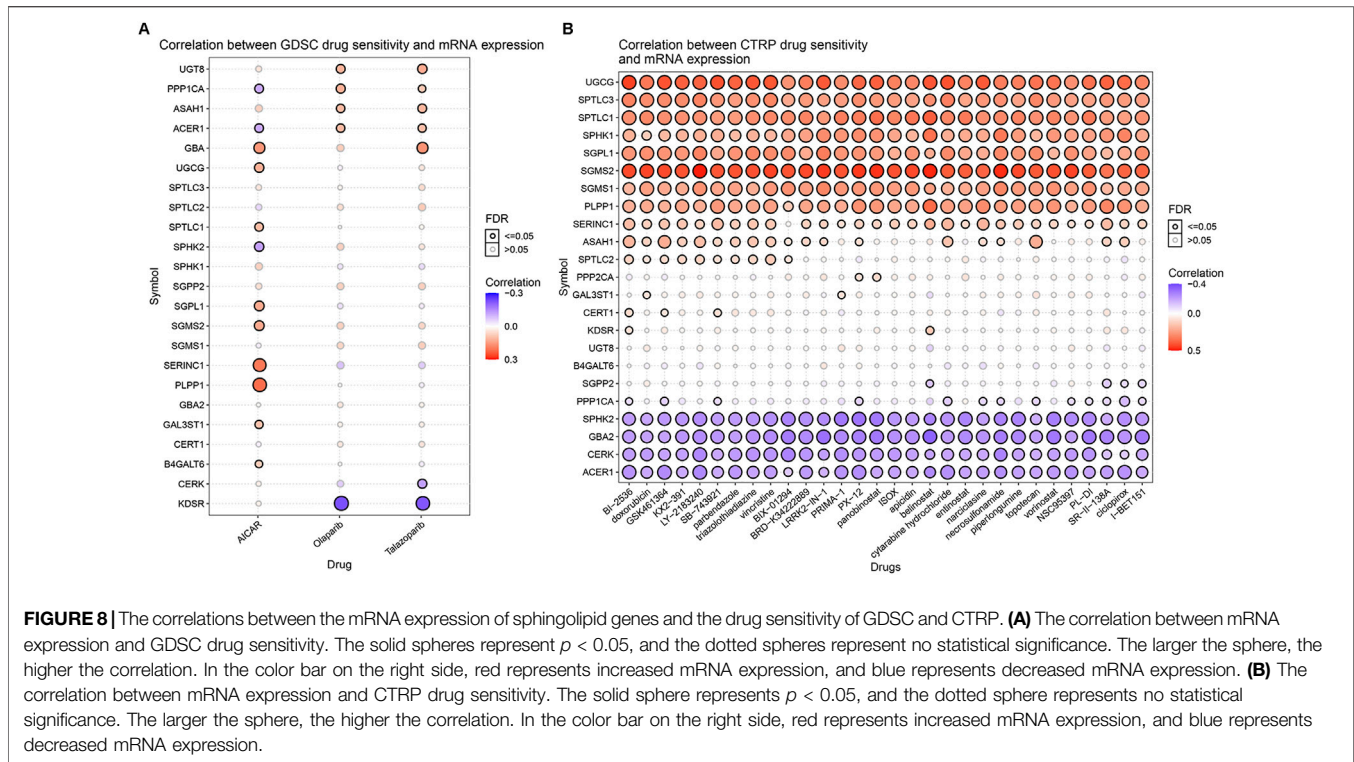 A
Correlation between GDSC drug sensitivity and mRNA expression
UGT8
PPP1CA
ASAH1
ACER1
GBA
UGCG
SPTLC3
SPTLC2
SPTLC1
SPHK2
SPHK1
SGPP2
SGPL1
SGMS2
SGMS1
SERINC1
PLPP1
GBA2
GAL3ST1
CERT1
B4GALT6
CERK
KDSR
Symbol
AICAR
Olaparib
Talazoparib
Drug
FDR
<=0.05
>0.05
Correlation
−0.3
0.0
0.3
B
Correlation between CTRP drug sensitivity
and mRNA expression
UGCG
SPTLC3
SPTLC1
SPHK1
SGPL1
SGMS2
SGMS1
PLPP1
SERINC1
ASAH1
SPTLC2
PPP2CA
GAL3ST1
CERT1
KDSR
UGT8
B4GALT6
SGPP2
PPP1CA
SPHK2
GBA2
CERK
ACER1
Symbol
BI−2536
doxorubicin
GSK461364
KX2−391
LY−2183240
SB−743921
parbendazole
triazolothiadiazine
vincristine
BIX−01294
BRD−K34222889
LRRK2−IN−1
PRIMA−1
PX−12
panobinostat
ISOX
apicidin
belinostat
cytarabine hydrochloride
entinostat
narciclasine
necrosulfonamide
piperlongumine
topotecan
vorinostat
NSC95397
PL−DI
SR−II−138A
ciclopirox
I−BET151
Drugs
FDR
<=0.05
>0.05
Correlation
−0.4
0.0
0.5
FIGURE 8 | The correlations between the mRNA expression of sphingolipid genes and the drug sensitivity of GDSC and CTRP. (A) The correlation between mRNA
expression and GDSC drug sensitivity. The solid spheres represent p < 0.05, and the dotted spheres represent no statistical significance. The larger the sphere, the
higher the correlation. In the color bar on the right side, red represents increased mRNA expression, and blue represents decreased mRNA expression. (B) The
correlation between mRNA expression and CTRP drug sensitivity. The solid sphere represents p < 0.05, and the dotted sphere represents no statistical
significance. The larger the sphere, the higher the correlation. In the color bar on the right side, red represents increased mRNA expression, and blue represents
decreased mRNA expression.